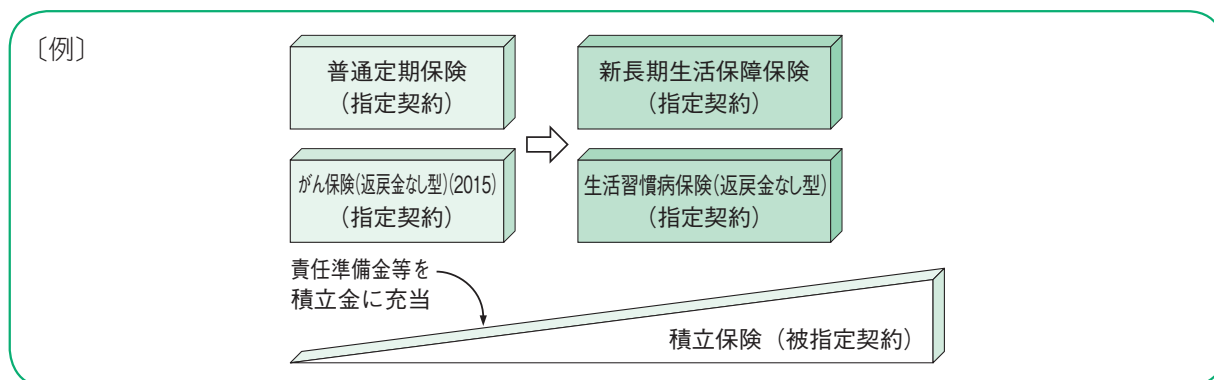 〔例〕
普通定期保険
（指定契約）
新長期生活保障保険
（指定契約）
がん保険(返戻金なし型)(2015)
（指定契約）
生活習慣病保険(返戻金なし型)
（指定契約）
責任準備金等を
積立金に充当
積立保険（被指定契約）